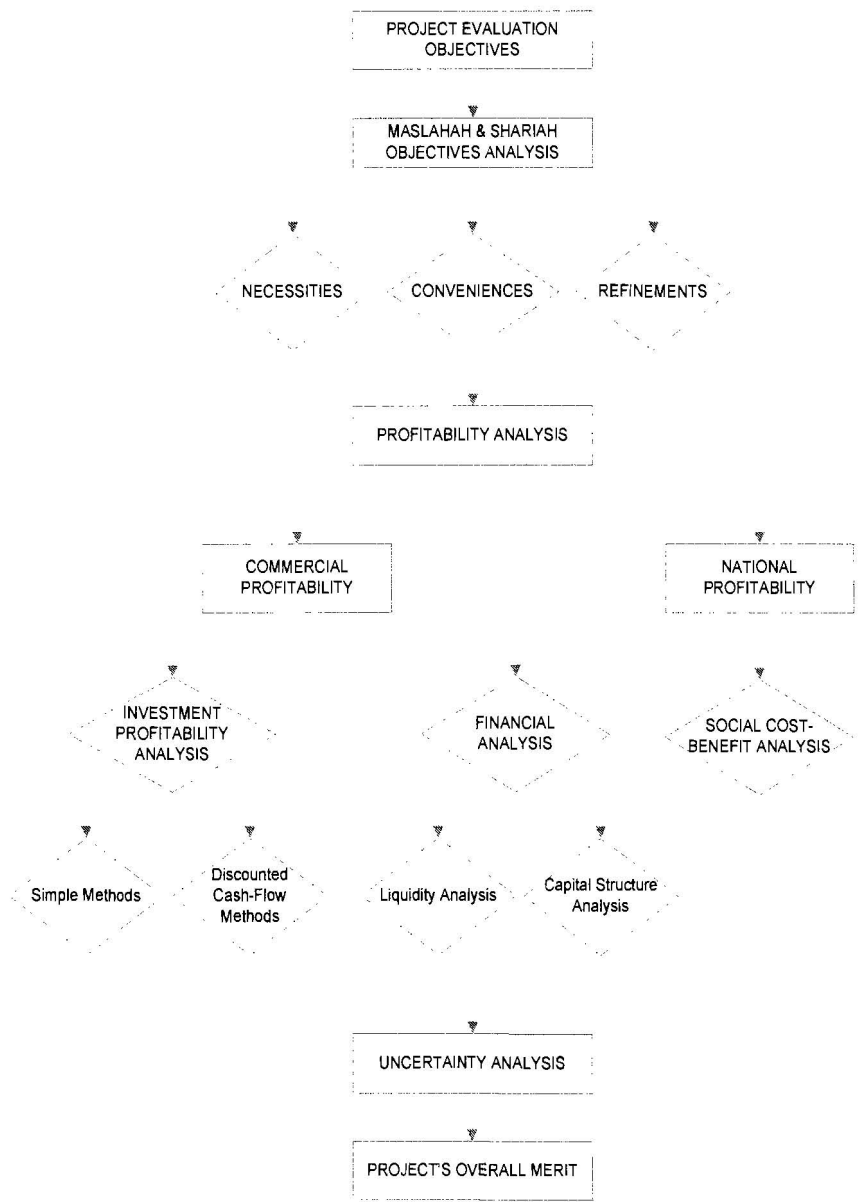 PROJECT EVALUATION
OBJECTIVES
MASLAHAH & SHARIAH
OBJECTIVES ANALYSIS
NECESSITIES
CONVENIENCES
REFINEMENTS
PROFITABILITY ANALYSIS
COMMERCIAL
PROFITABILITY
NATIONAL
PROFITABILITY
INVESTMENT
PROFITABILITY
ANALYSIS
FINANCIAL
ANALYSIS
SOCIAL COST-
BENEFIT ANALYSIS
Simple Methods
Discounted
Cash-Flow
Methods
Liquidity Analysis
Capital Structure
Analysis
UNCERTAINTY ANALYSIS
PROJECT'S OVERALL MERIT